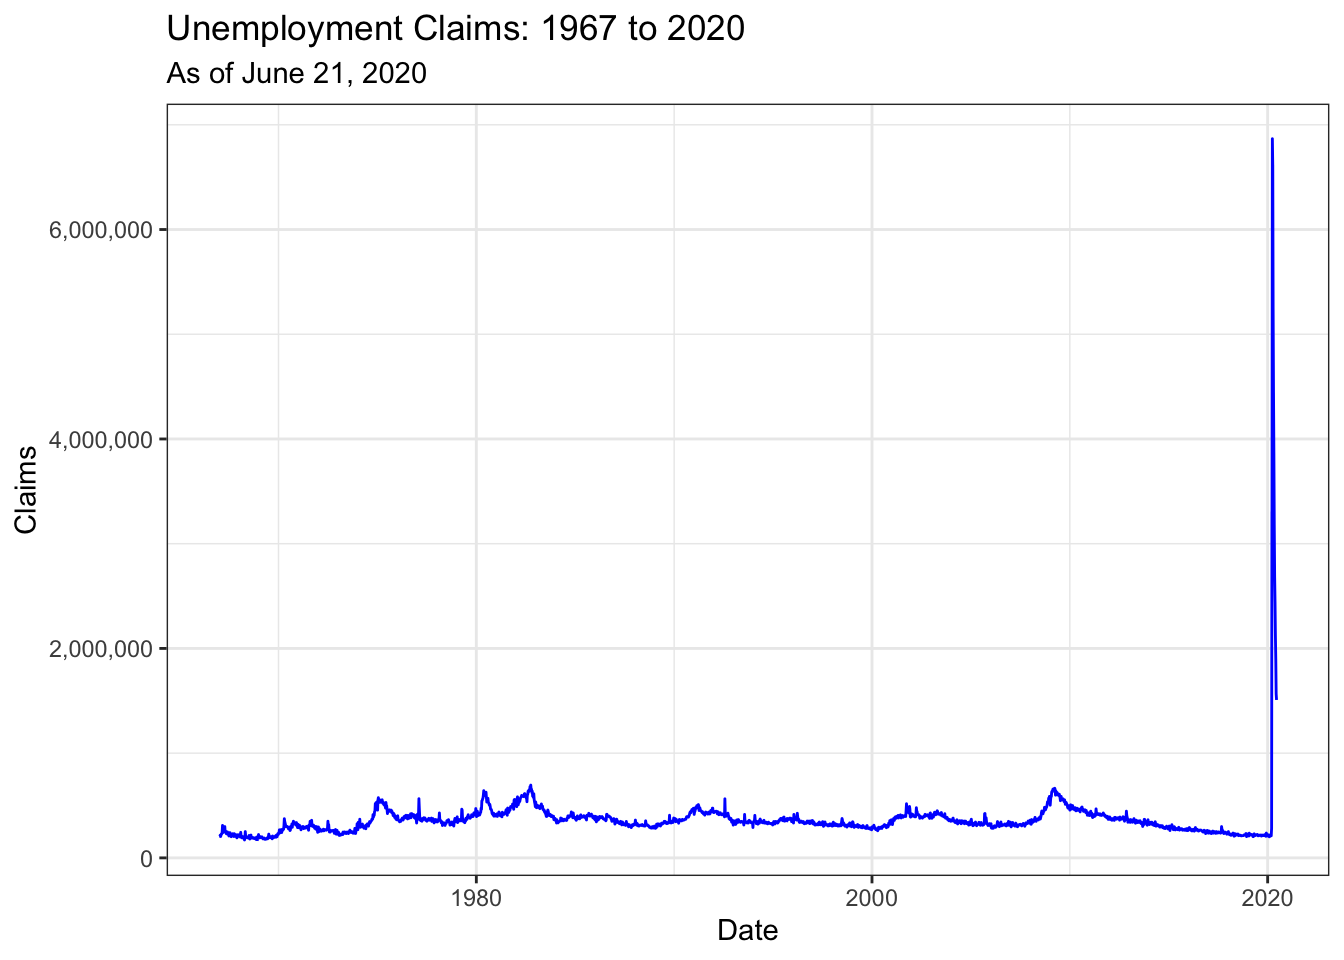 Unemployment Claims: 1967 to 2020
As of June 21, 2020
6,000,000
4,000,000
2,000,000
0
Claims
1980 2000 2020
Date